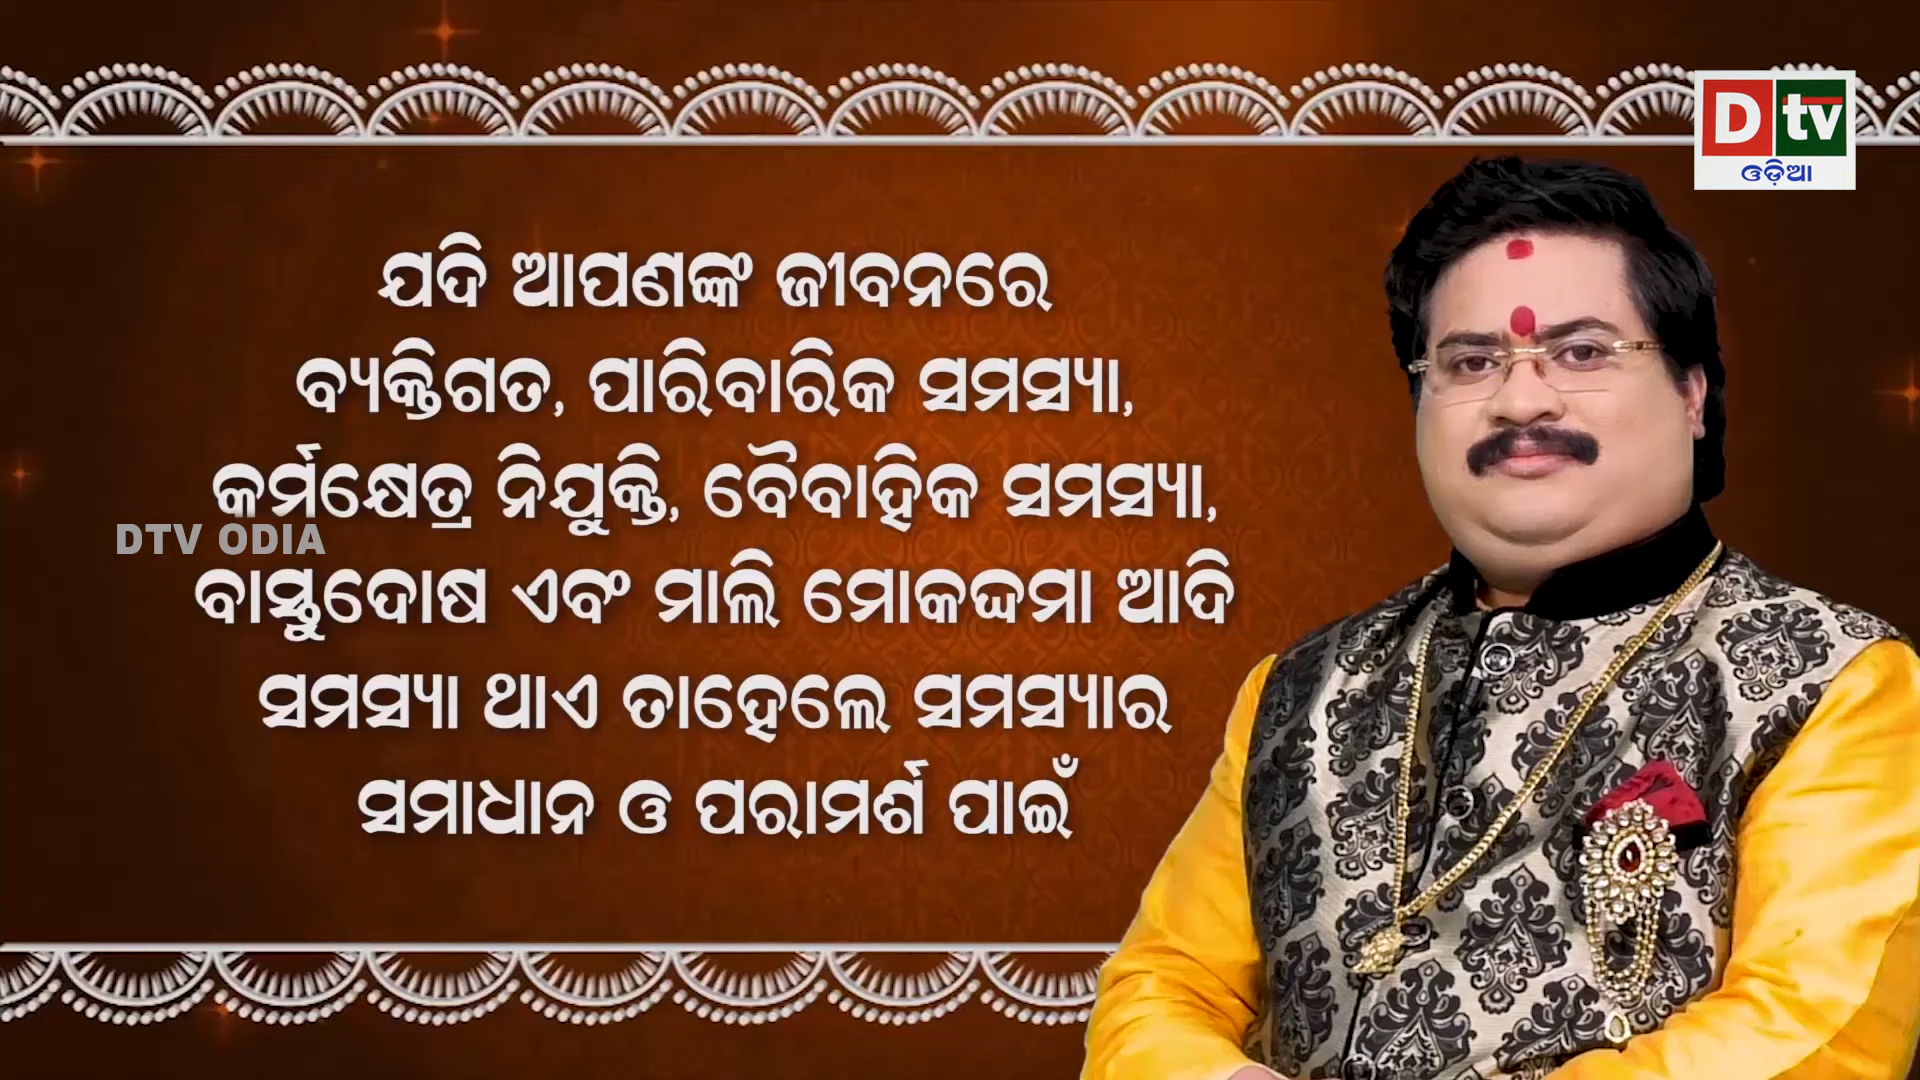 D tv
ଓଡ଼ିଆ
ଯଦି ଆପଣଙ୍କ ଜୀବନରେ
ବ୍ୟକ୍ତିଗତ, ପାରିବାରିକ ସମସ୍ୟା,
କର୍ମକ୍ଷେତ୍ର ନିଯୁକ୍ତି, ବୈବାହିକ ସମସ୍ୟା,
DTV ODIA
ବାସ୍ତୁଦୋଷ ଏବଂ ମାଲି ମୋକଦ୍ଦମା ଆଦି
ସମସ୍ୟା ଥାଏ ତାହେଲେ ସମସ୍ୟାର
ସମାଧାନ ଓ ପରାମର୍ଶ ପାଇଁ